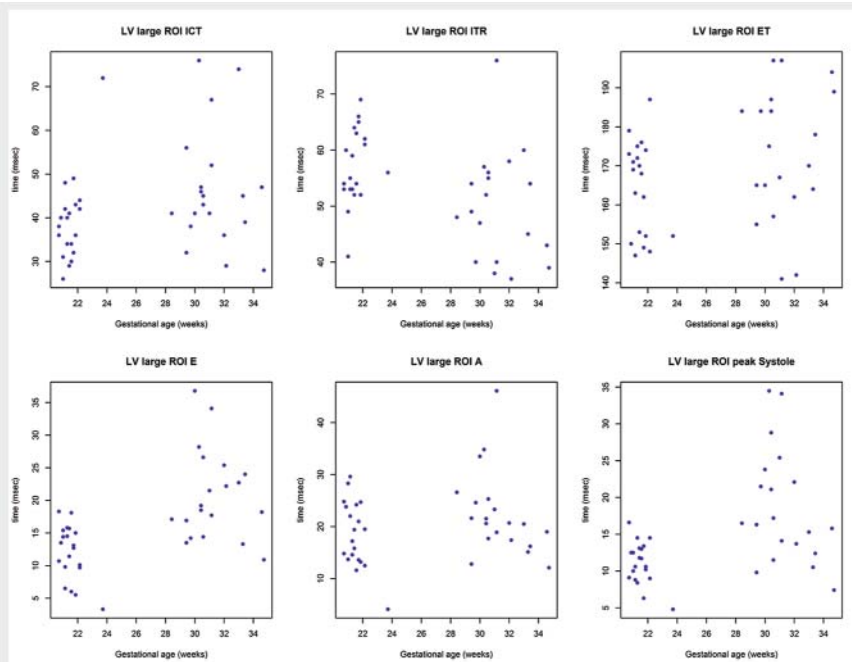 LV large ROI ICT
LV large ROI ITR
LV large ROI ET
time (msec)
70
60
50
40
30
22 24 26 28 30 32 34
Gestational age (weeks)
time (msec)
70
60
50
40
22 24 26 28 30 32 34
Gestational age (weeks)
time (msec)
190
180
170
160
150
140
22 24 26 28 30 32 34
Gestational age (weeks)
LV large ROI E
LV large ROI A
LV large ROI peak Systole
time (msec)
35
30
25
20
15
10
5
22 24 26 28 30 32 34
Gestational age (weeks)
time (msec)
40
30
20
10
22 24 26 28 30 32 34
Gestational age (weeks)
time (msec)
35
30
25
20
15
10
5
22 24 26 28 30 32 34
Gestational age (weeks)